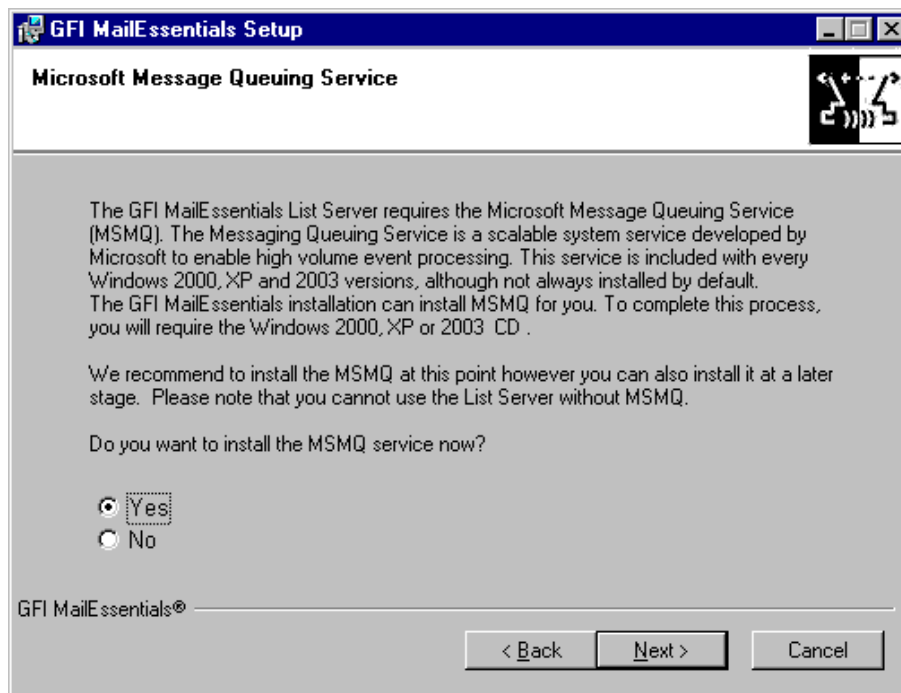 GFI MailEssentials Setup
Microsoft Message Queuing Service
The GFI MailEssentials List Server requires the Microsoft Message Queuing Service
(MSMQ). The Messaging Queuing Service is a scalable system service developed by
Microsoft to enable high volume event processing. This service is included with every
Windows 2000, XP and 2003 versions, although not always installed by default.
The GFI MailEssentials installation can install MSMQ for you. To complete this process,
you will require the Windows 2000, XP or 2003  CD .
We recommend to install the MSMQ at this point however you can also install it at a later
stage.  Please note that you cannot use the List Server without MSMQ.
Do you want to install the MSMQ service now?
Yes
No
GFI MailEssentials®
< Back
Next >
Cancel